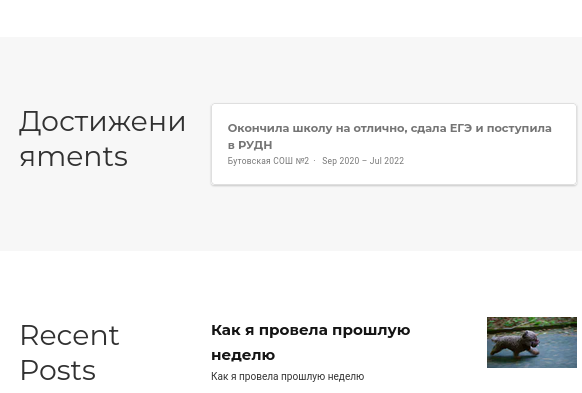 Достижени
яments
Окончила школу на отлично, сдала ЕГЭ и поступила
в РУДН
Бутовская СОШ №2 · Sep 2020 – Jul 2022
Recent
Posts
Как я провела прошлую
неделю
Как я провела прошлую неделю